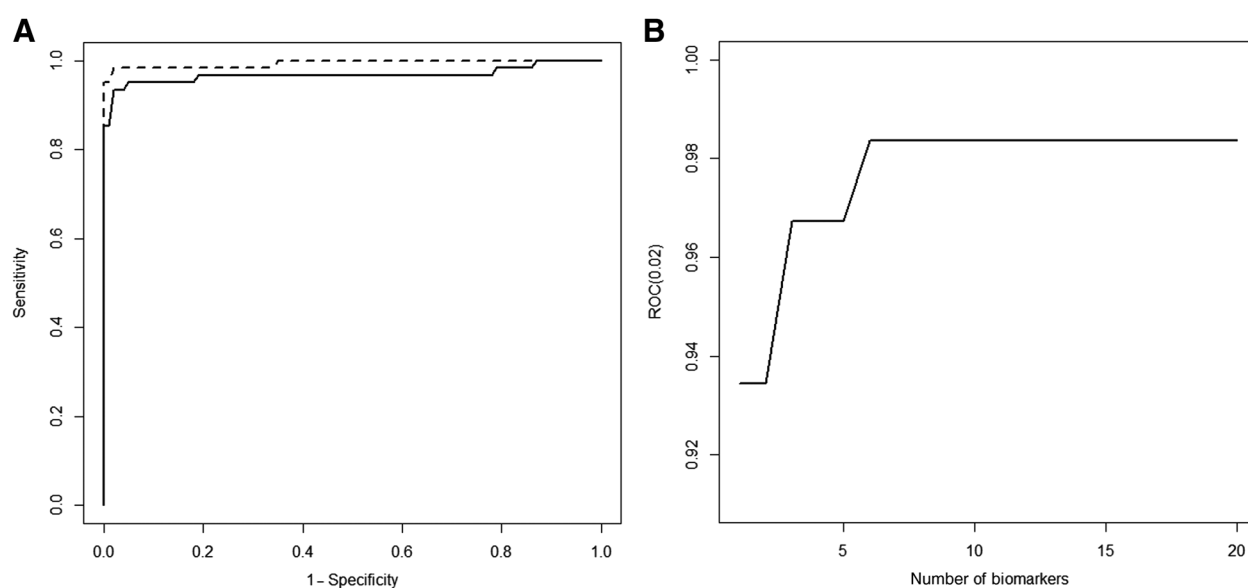 A
1.0
0.8
0.6
0.4
0.2
0.0
Sensitivity
0.0 0.2 0.4 0.6 0.8 1.0
1 – Specificity
B
1.00
0.98
0.96
0.94
0.92
ROC(0.02)
5 10 15 20
Number of biomarkers